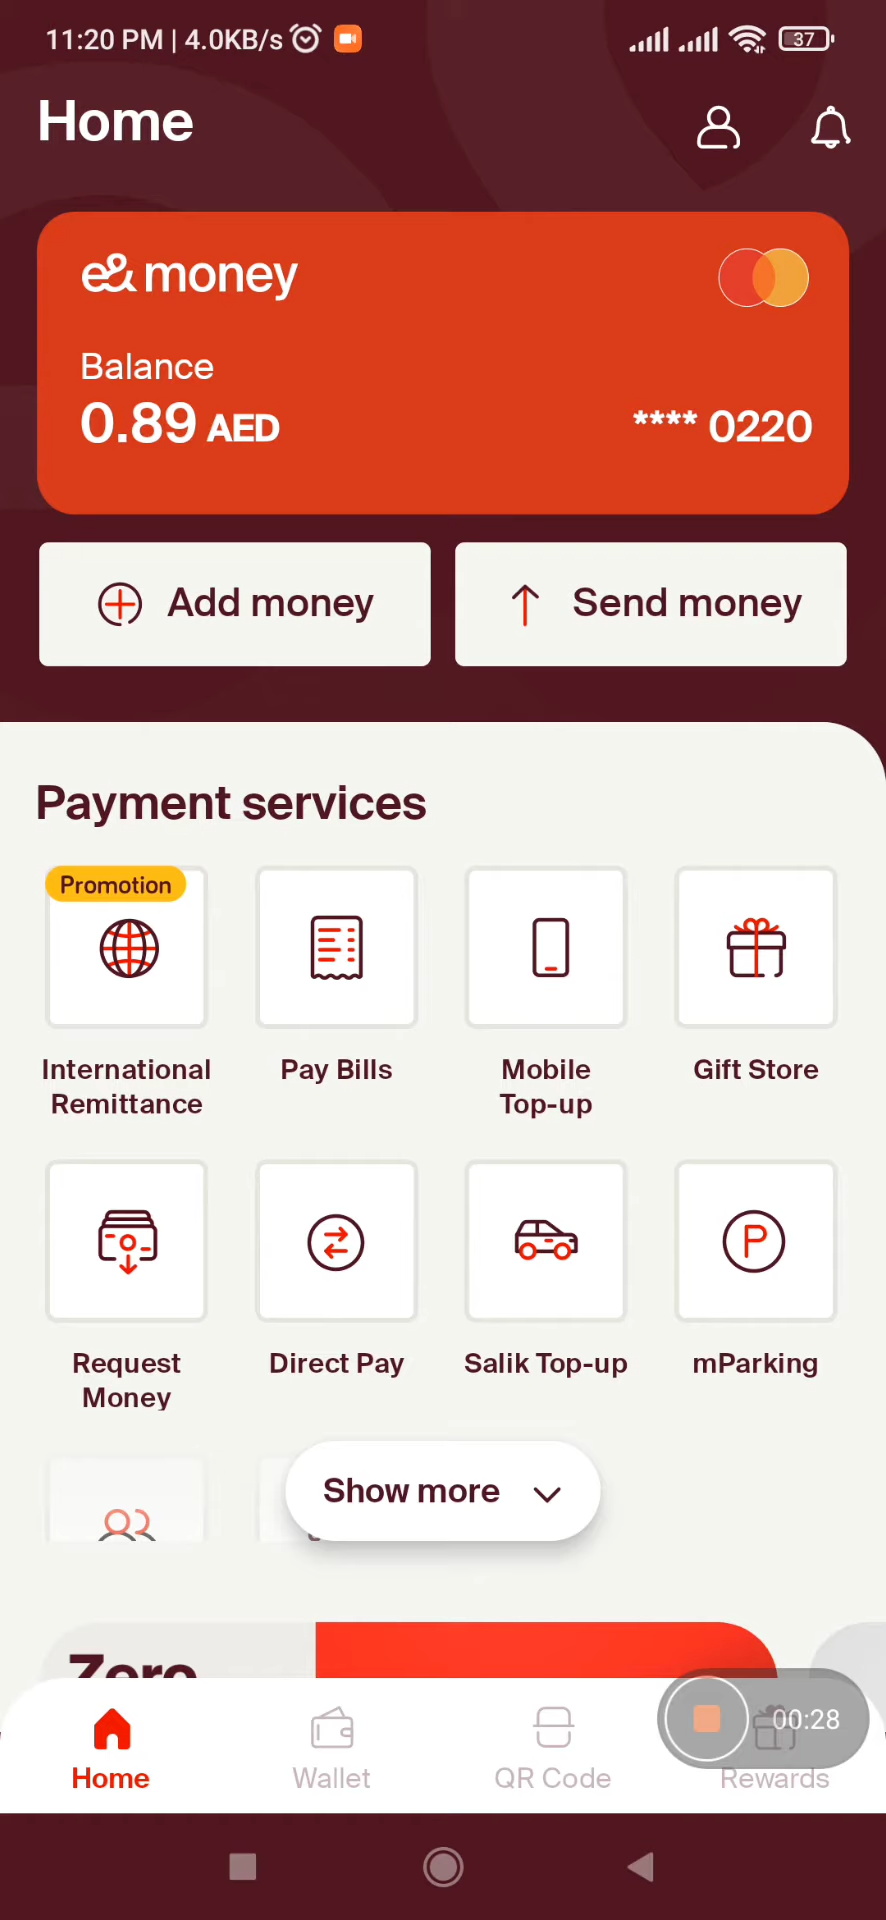 11:20 PM | 4.0KB/s 37
Home
e& money
Balance
0.89 AED **** 0220
Add money Send money
Payment services
Promotion
International Remittance
Pay Bills
Mobile Top-up
Gift Store
Request Money
Direct Pay
Salik Top-up
mParking
Show more
Zero
00:28
Home Wallet QR Code Rewards